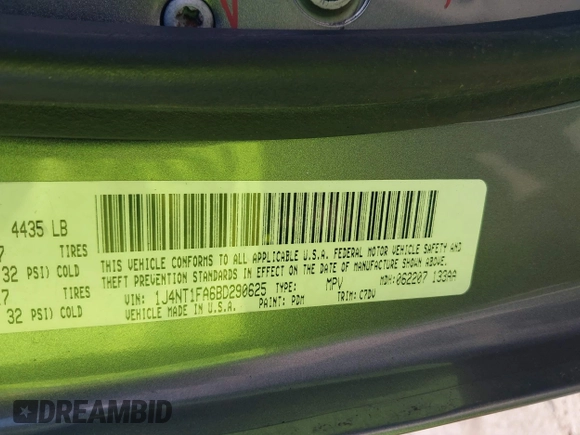 4435 LB
7 TIRES
32 PSI) COLD
7 TIRES
32 PSI) COLD
THIS VEHICLE CONFORMS TO ALL APPLICABLE U.S.A. FEDERAL MOTOR VEHICLE SAFETY AND
THEFT PREVENTION STANDARDS IN EFFECT ON THE DATE OF MANUFACTURE SHOWN ABOVE.
VIN: 1J4NT1FA6BD290625 TYPE: MPV MDH: 062207 133AA
VEHICLE MADE IN U.S.A. PAINT: PDM TRIM: C7DV
DREAMBID